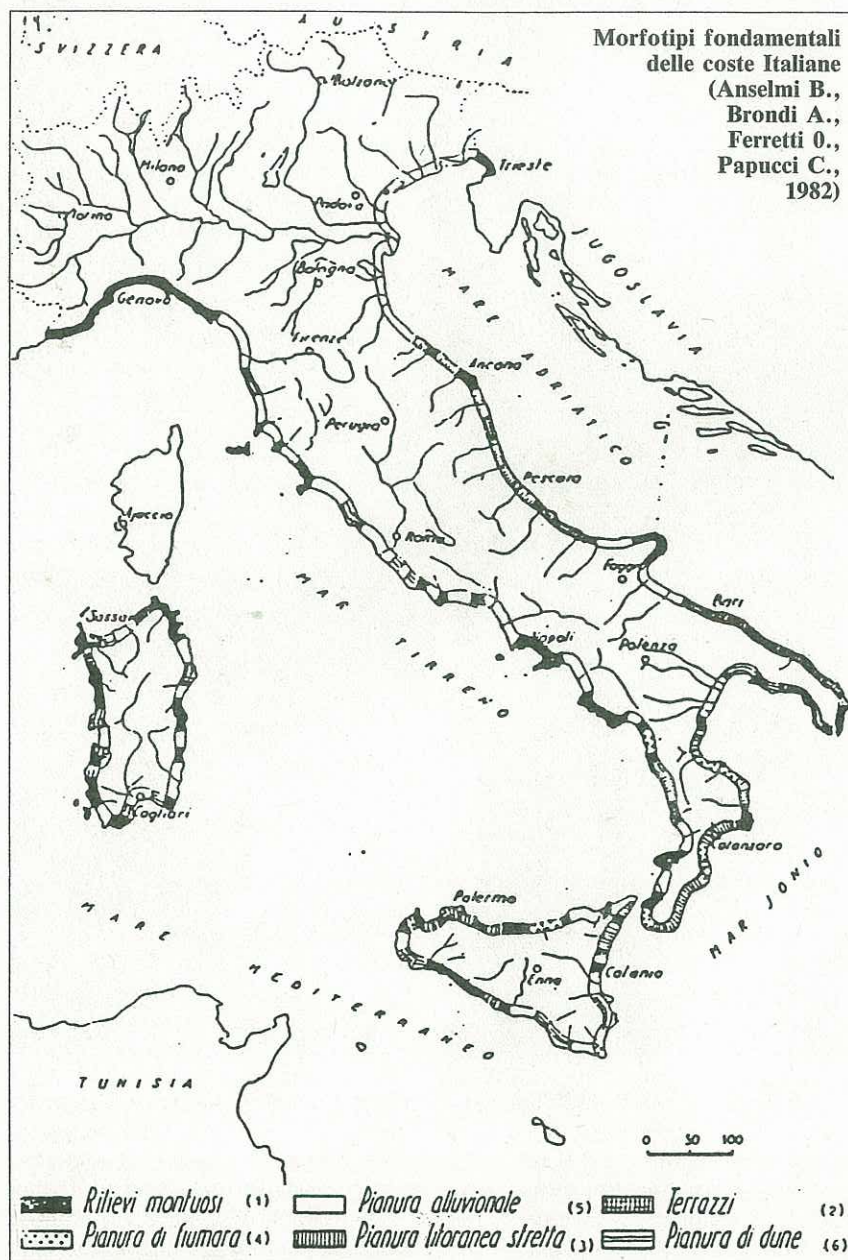 14.
A U S T R I A
SVIZZERA
Morfotipi fondamentali
delle coste Italiane
(Anselmi B.,
Brondi A.,
Ferretti 0.,
Papucci C.,
1982)
Bolzano
Trieste
Milano
Padova
Torino
JUGOSLAVIA
Bologna
Genova
MARE ADRIATICO
Firenze
Ancona
Perugia
Pescara
Ajaccio
Roma
Foggia
MAR TIRRENO
Bari
Sassari
Napoli
Potenza
Cagliari
Catanzaro
MAR JONIO
Palermo
MARE MEDITERRANEO
Enna
Catania
TUNISIA
0 50 100
Rilievi montuosi (1) Pianura alluvionale (5) Terrazzi (2)
Pianura di fiumara (4) Pianura litoranea stretta (3) Pianura di dune (6)